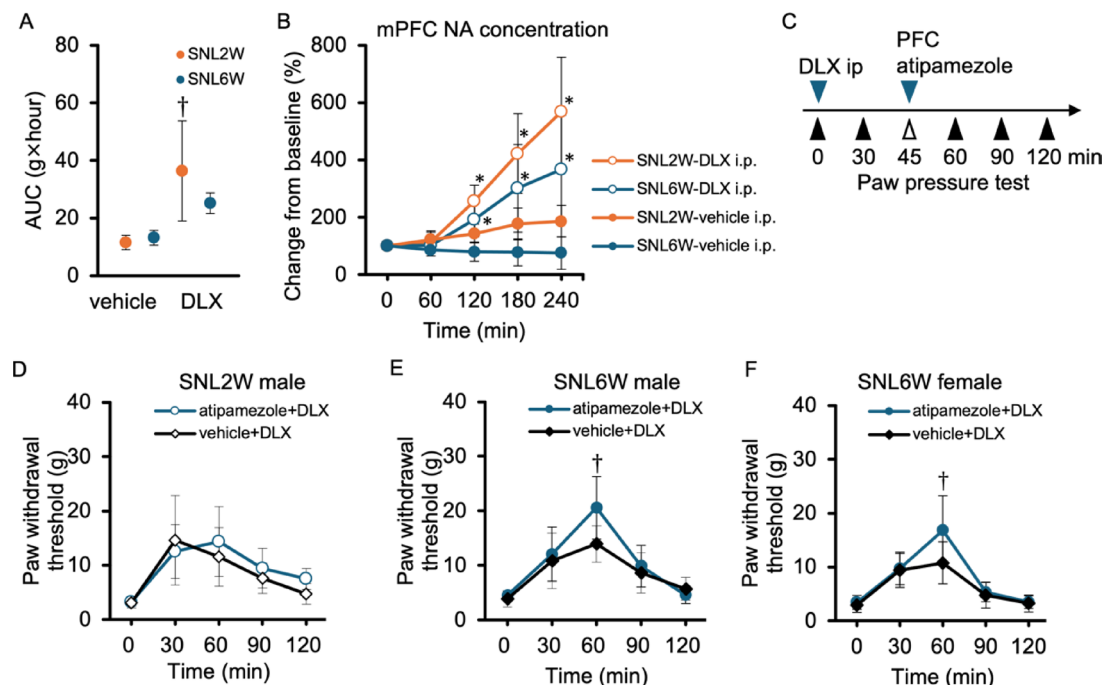 A
SNL2W
SNL6W
AUC (g×hour)
80
60
40
20
0
†
vehicle
DLX
B
mPFC NA concentration
Change from baseline (%)
800
600
400
200
0
*
*
*
*
*
*
0 60 120 180 240
Time (min)
SNL2W-DLX i.p.
SNL6W-DLX i.p.
SNL2W-vehicle i.p.
SNL6W-vehicle i.p.
C
PFC
DLX ip atipamezole
0 30 45 60 90 120 min
Paw pressure test
D
SNL2W male
atipamezole+DLX
vehicle+DLX
Paw withdrawal
threshold (g)
40
30
20
10
0
0 30 60 90 120
Time (min)
E
SNL6W male
atipamezole+DLX
vehicle+DLX
Paw withdrawal
threshold (g)
40
30
20
10
0
†
0 30 60 90 120
Time (min)
F
SNL6W female
atipamezole+DLX
vehicle+DLX
Paw withdrawal
threshold (g)
40
30
20
10
0
†
0 30 60 90 120
Time (min)